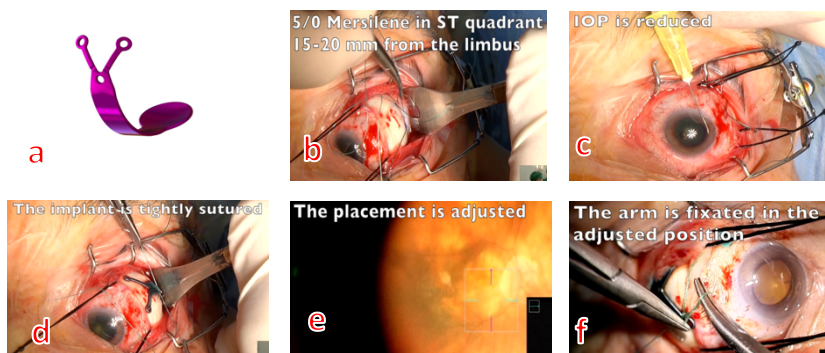 a
5/0 Mersilene in ST quadrant
15-20 mm from the limbus
b
IOP is reduced
c
The implant is tightly sutured
d
The placement is adjusted
e
The arm is fixated in the
adjusted position
f